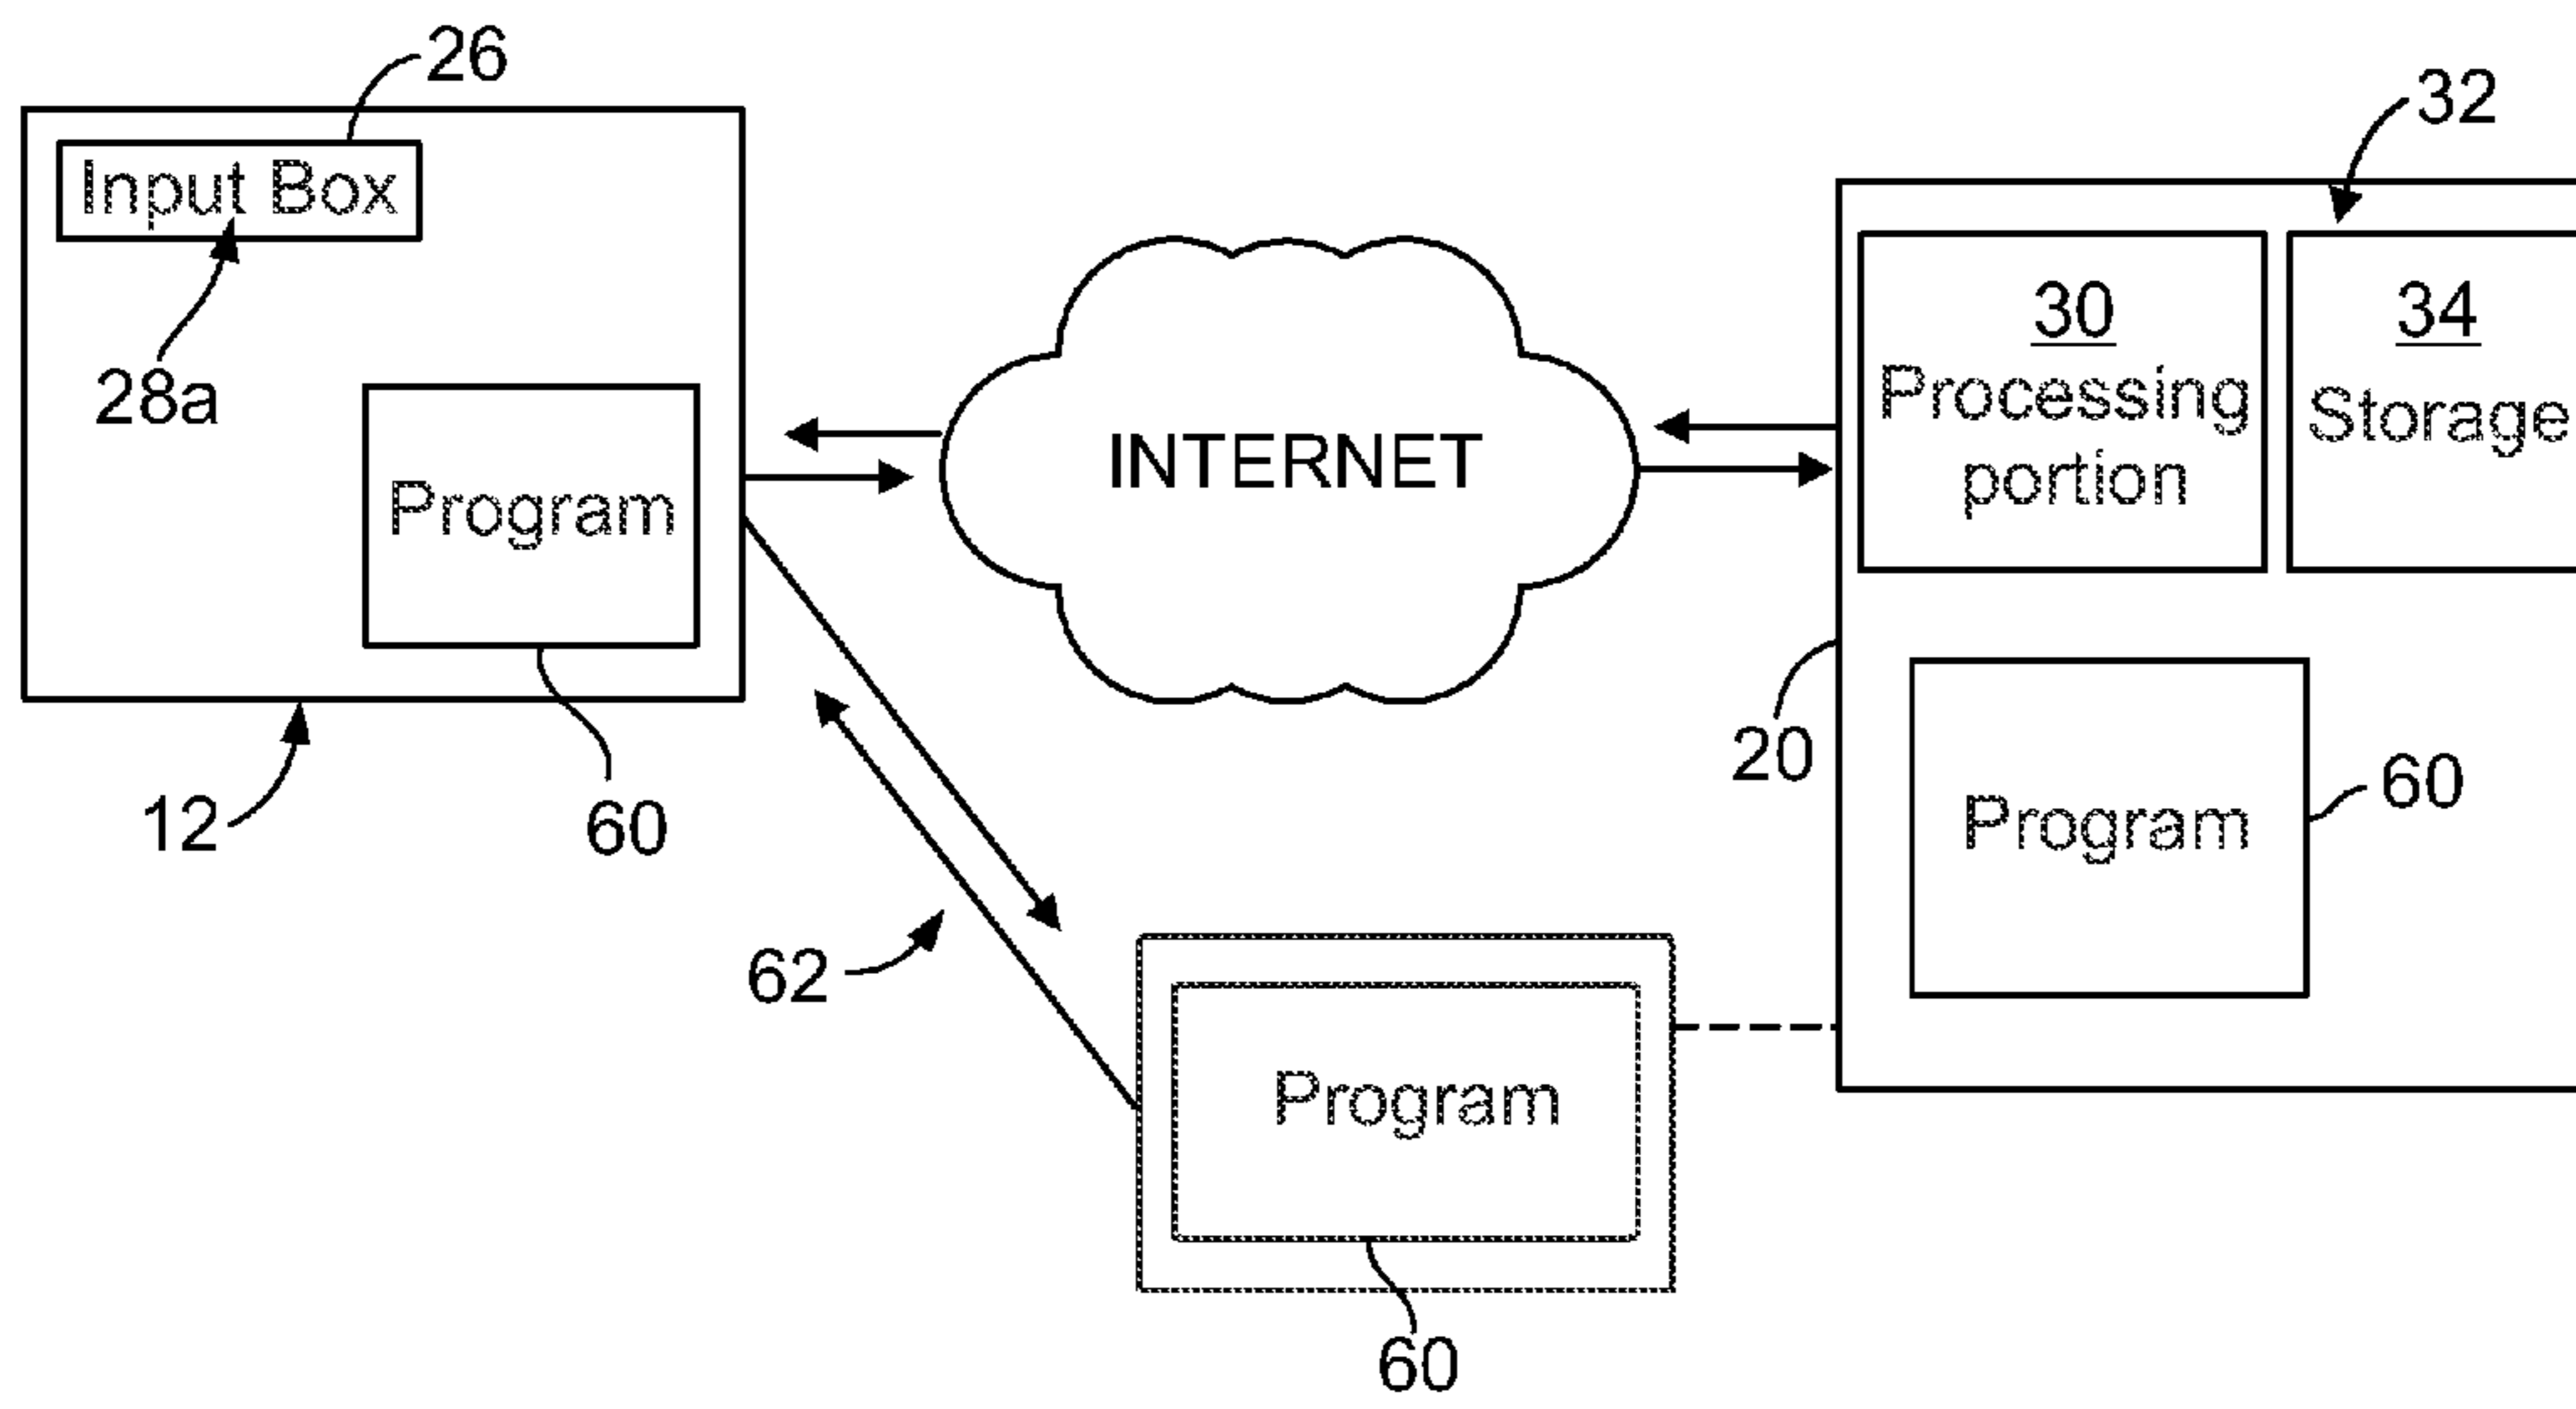 26
32
Input Box
28a
30
Processing
portion
34
Storage
INTERNET
Program
12
60
20
Program
60
62
Program
60